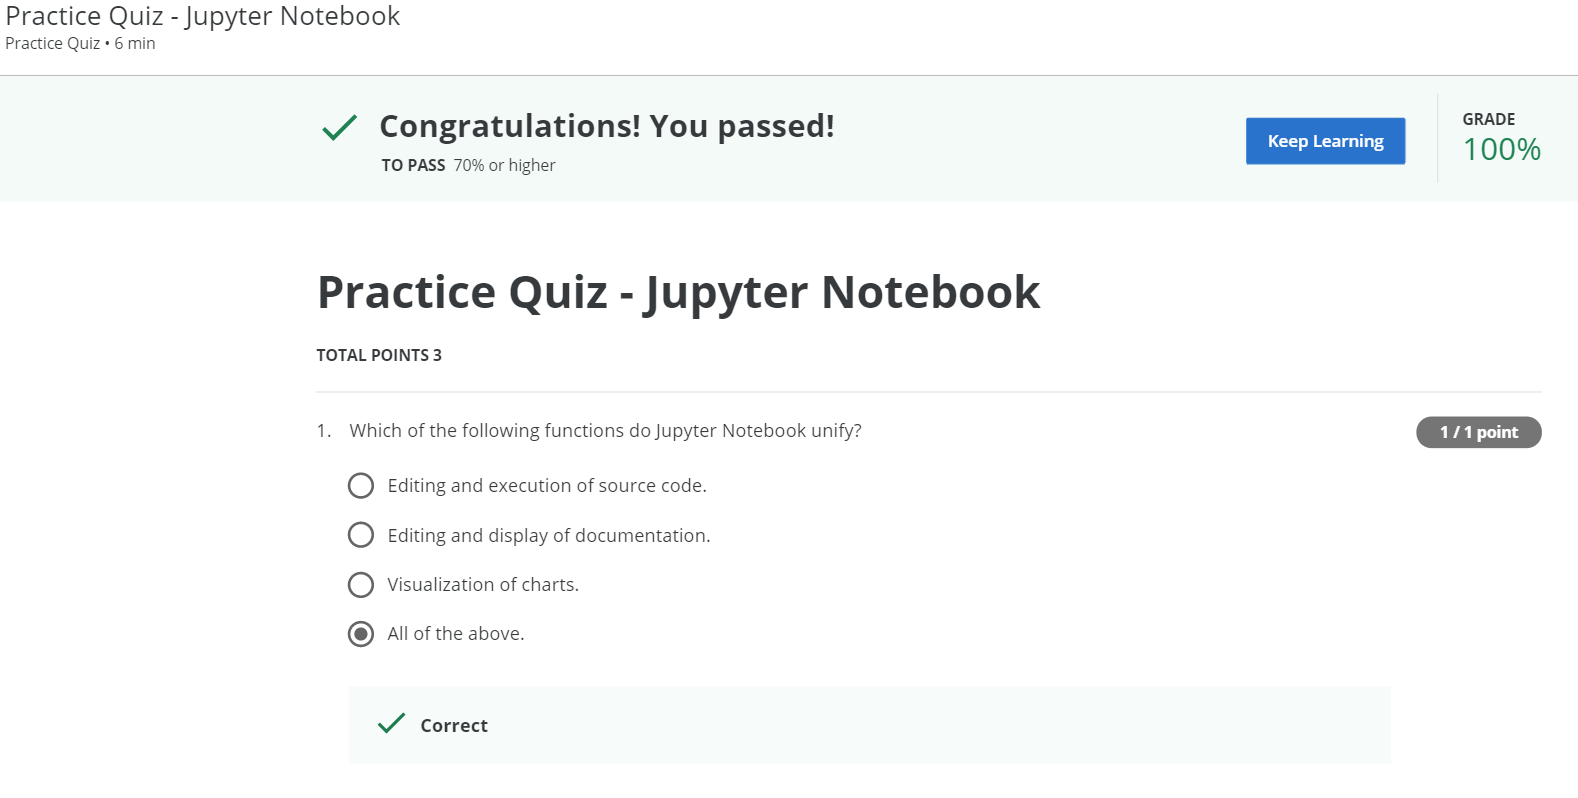 Practice Quiz - Jupyter Notebook
Practice Quiz • 6 min
Congratulations! You passed!
TO PASS 70% or higher
Keep Learning
GRADE
100%
Practice Quiz - Jupyter Notebook
TOTAL POINTS 3
1. Which of the following functions do Jupyter Notebook unify?
1 / 1 point
Editing and execution of source code.
Editing and display of documentation.
Visualization of charts.
All of the above.
Correct